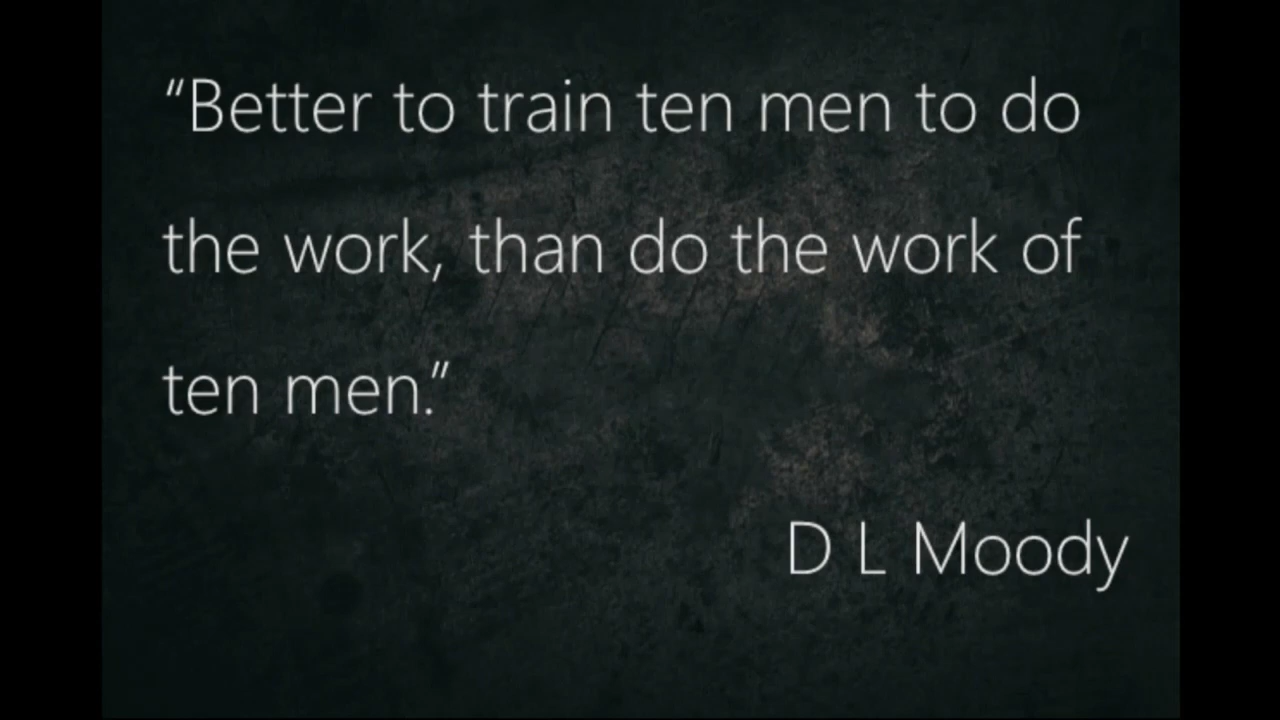 “Better to train ten men to do
the work, than do the work of
ten men.”
D L Moody